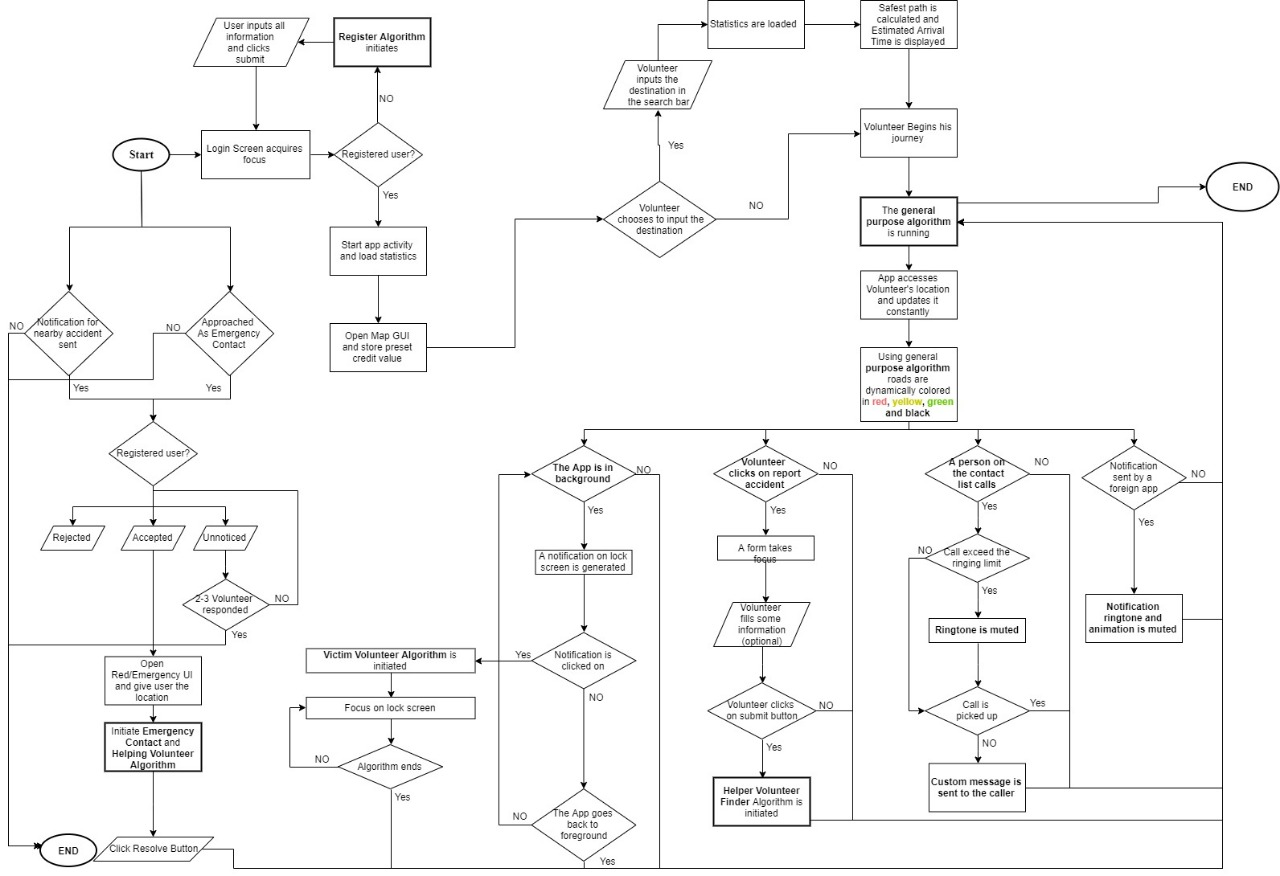 User inputs all
information
and clicks
submit
Register Algorithm
initiates
NO
Start
Login Screen acquires
focus
Registered user?
Yes
Start app activity
and load statistics
Open Map GUI
and store preset
credit value
Volunteer
chooses to input the
destination
Yes
NO
Volunteer
inputs the
destination in
the search bar
Statistics are loaded
Safest path is
calculated and
Estimated Arrival
Time is displayed
Volunteer Begins his
journey
The general
purpose algorithm
is running
END
App accesses
Volunteer's location
and updates it
constantly
Using general
purpose algorithm
roads are
dynamically colored
in red, yellow, green
and black
NO
Notification for
nearby accident
sent
Yes
NO
Approached
As Emergency
Contact
Yes
Registered user?
Rejected
Accepted
Unnoticed
2-3 Volunteer
responded
NO
Yes
Open
Red/Emergency UI
and give user the
location
Initiate Emergency
Contact and
Helping Volunteer
Algorithm
Click Resolve Button
END
The App is in
background
NO
Yes
A notification on lock
screen is generated
Notification is
clicked on
Yes
NO
Victim Volunteer Algorithm is
initiated
Focus on lock screen
Algorithm ends
NO
Yes
The App goes
back to
foreground
NO
Yes
Volunteer
clicks on report
accident
NO
Yes
A form takes
focus
Volunteer
fills some
information
(optional)
Volunteer clicks
on submit button
NO
Yes
Helper Volunteer
Finder Algorithm is
initiated
A person on
the contact
list calls
NO
Yes
Call exceed the
ringing limit
NO
Yes
Ringtone is muted
Call is
picked up
Yes
NO
Custom message is
sent to the caller
Notification
sent by a
foreign app
NO
Yes
Notification
ringtone and
animation is muted